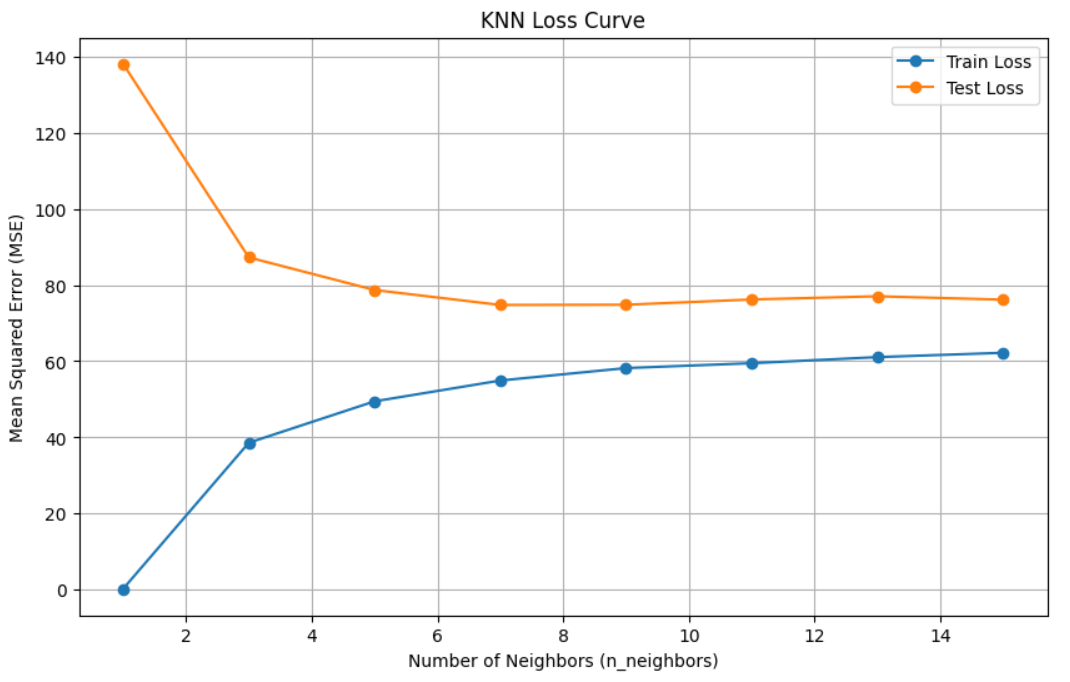 KNN Loss Curve
Train Loss
Test Loss
140
120
100
80
60
40
20
0
Mean Squared Error (MSE)
2 4 6 8 10 12 14
Number of Neighbors (n_neighbors)